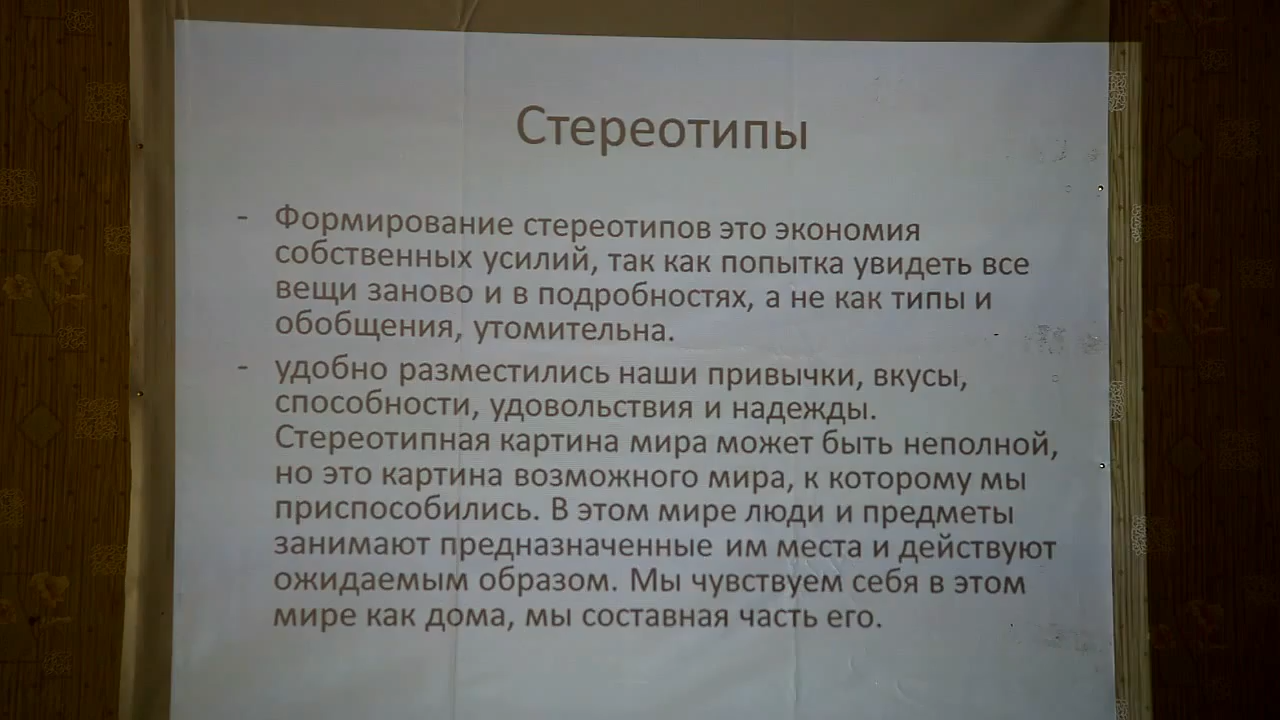 Стереотипы
- Формирование стереотипов это экономия
собственных усилий, так как попытка увидеть все
вещи заново и в подробностях, а не как типы и
обобщения, утомительна.
- удобно разместились наши привычки, вкусы,
способности, удовольствия и надежды.
Стереотипная картина мира может быть неполной,
но это картина возможного мира, к которому мы
приспособились. В этом мире люди и предметы
занимают предназначенные им места и действуют
ожидаемым образом. Мы чувствуем себя в этом
мире как дома, мы составная часть его.